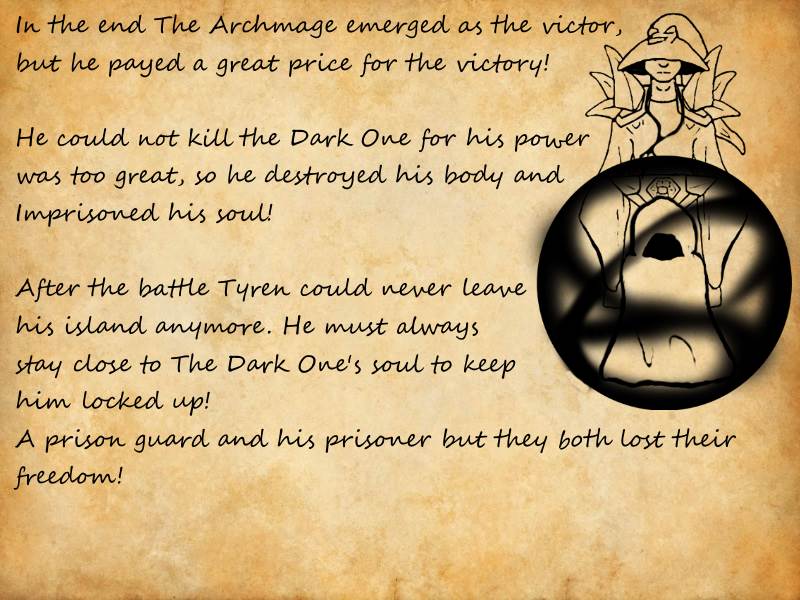 In the end The Archmage emerged as the victor,
but he payed a great price for the victory!
He could not kill the Dark One for his power
was too great, so he destroyed his body and
Imprisoned his soul!
After the battle Tyren could never leave
his island anymore. He must always
stay close to The Dark One's soul to keep
him locked up!
A prison guard and his prisoner but they both lost their
freedom!